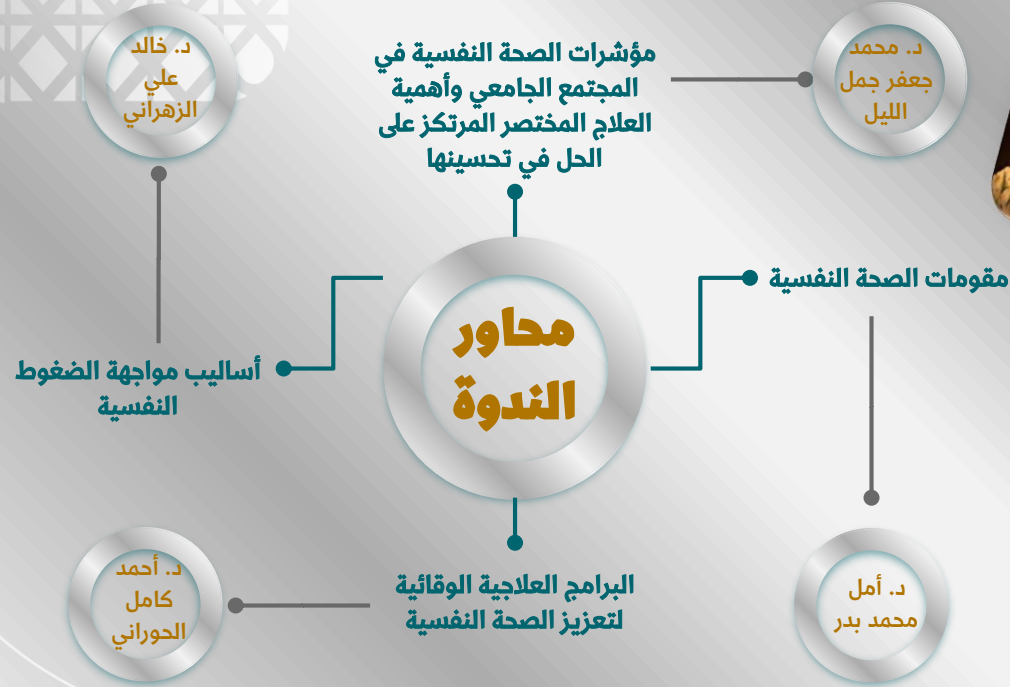 د. محمد
جعفر جمل
الليل
مؤشرات الصحة النفسية في
المجتمع الجامعي وأهمية
العلاج المختصر المرتكز على
الحل في تحسينها
د. خالد
علي
الزهراني
مقومات الصحة النفسية
محاور
الندوة
أساليب مواجهة الضغوط
النفسية
د. أمل
محمد بدر
البرامج العلاجية الوقائية
لتعزيز الصحة النفسية
د. أحمد
كامل
الحوراني